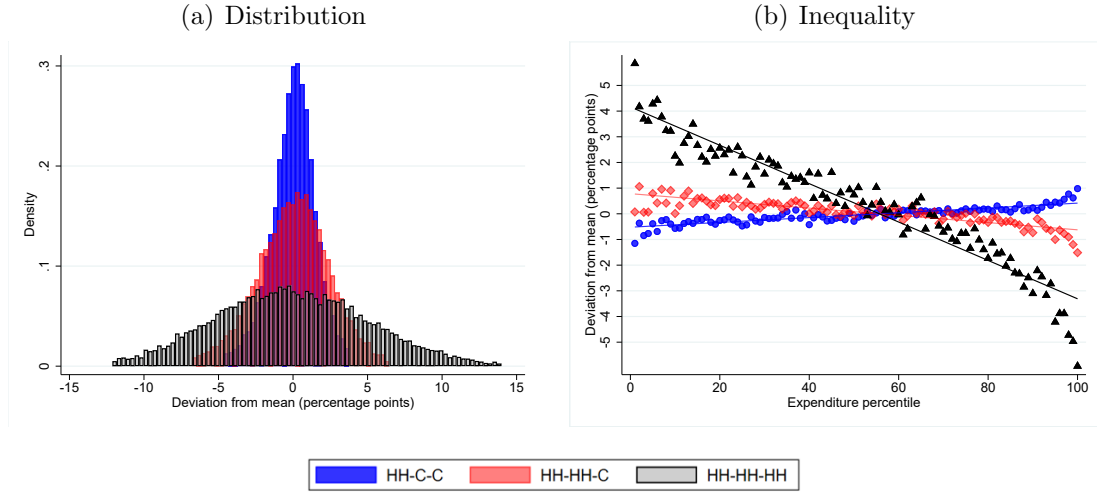 (a) Distribution
.3
.2
.1
0
Density
-15 -10 -5 0 5 10 15
Deviation from mean (percentage points)
(b) Inequality
5
4
3
2
1
0
-1
-2
-3
-4
-5
Deviation from mean (percentage points)
0 20 40 60 80 100
Expenditure percentile
HH-C-C HH-HH-C HH-HH-HH